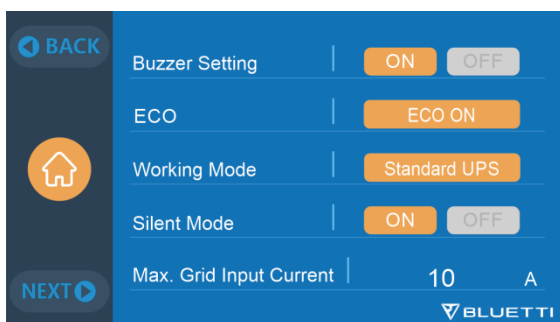 BACK
Buzzer Setting ON OFF
ECO ECO ON
Working Mode Standard UPS
Silent Mode ON OFF
Max. Grid Input Current 10 A
NEXT
BLUETTI